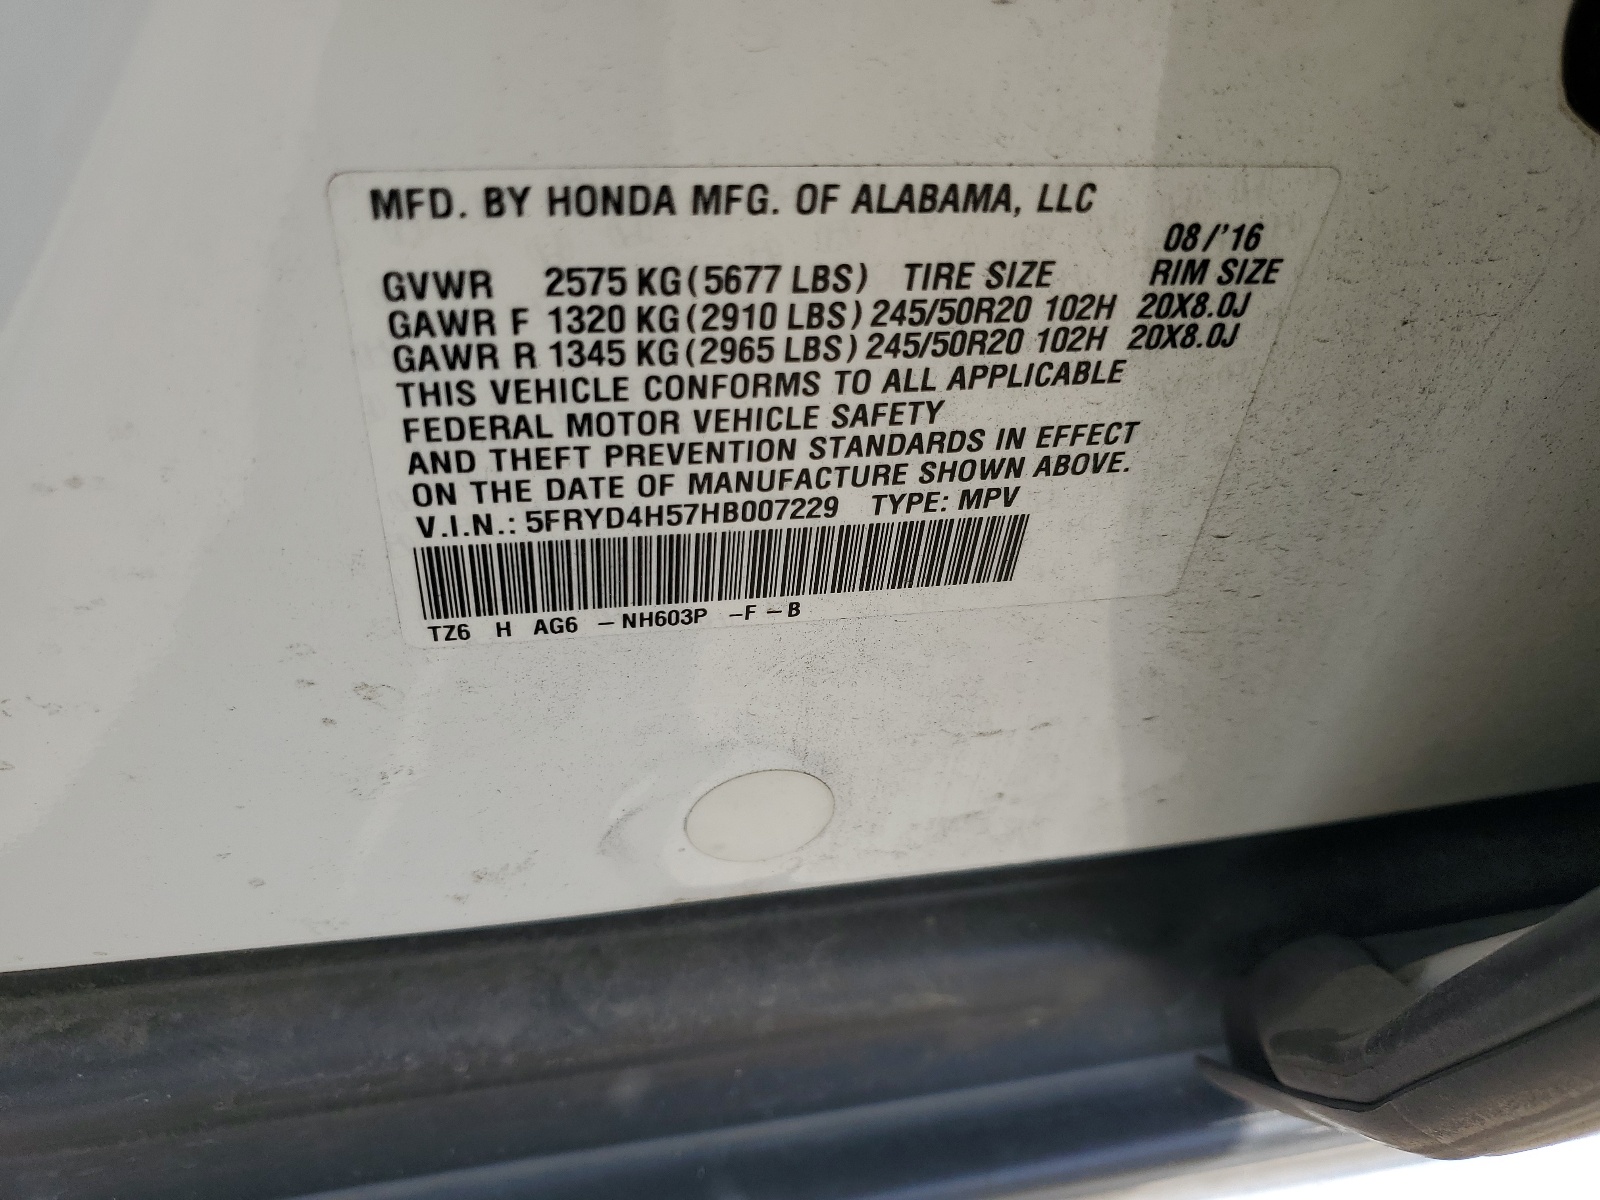 MFD. BY HONDA MFG. OF ALABAMA, LLC
08/'16
GVWR 2575 KG (5677 LBS) TIRE SIZE RIM SIZE
GAWR F 1320 KG (2910 LBS) 245/50R20 102H 20X8.0J
GAWR R 1345 KG (2965 LBS) 245/50R20 102H 20X8.0J
THIS VEHICLE CONFORMS TO ALL APPLICABLE
FEDERAL MOTOR VEHICLE SAFETY
AND THEFT PREVENTION STANDARDS IN EFFECT
ON THE DATE OF MANUFACTURE SHOWN ABOVE.
V.I.N.: 5FRYD4H57HB007229 TYPE: MPV
TZ6 H AG6 – NH603P –F – B